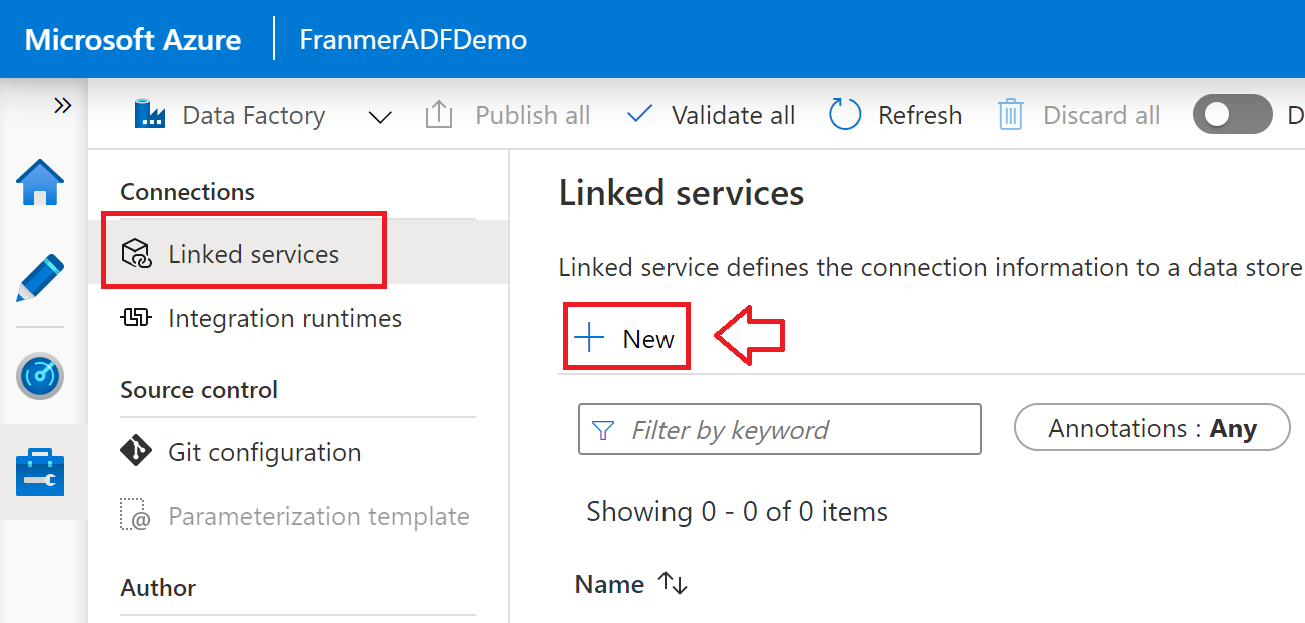 Microsoft Azure FranmerADFDemo
Data Factory Publish all Validate all Refresh Discard all D
Connections
Linked services
Integration runtimes
Source control
Git configuration
Parameterization template
Author
Linked services
Linked service defines the connection information to a data store
New
Filter by keyword
Annotations : Any
Showing 0 - 0 of 0 items
Name